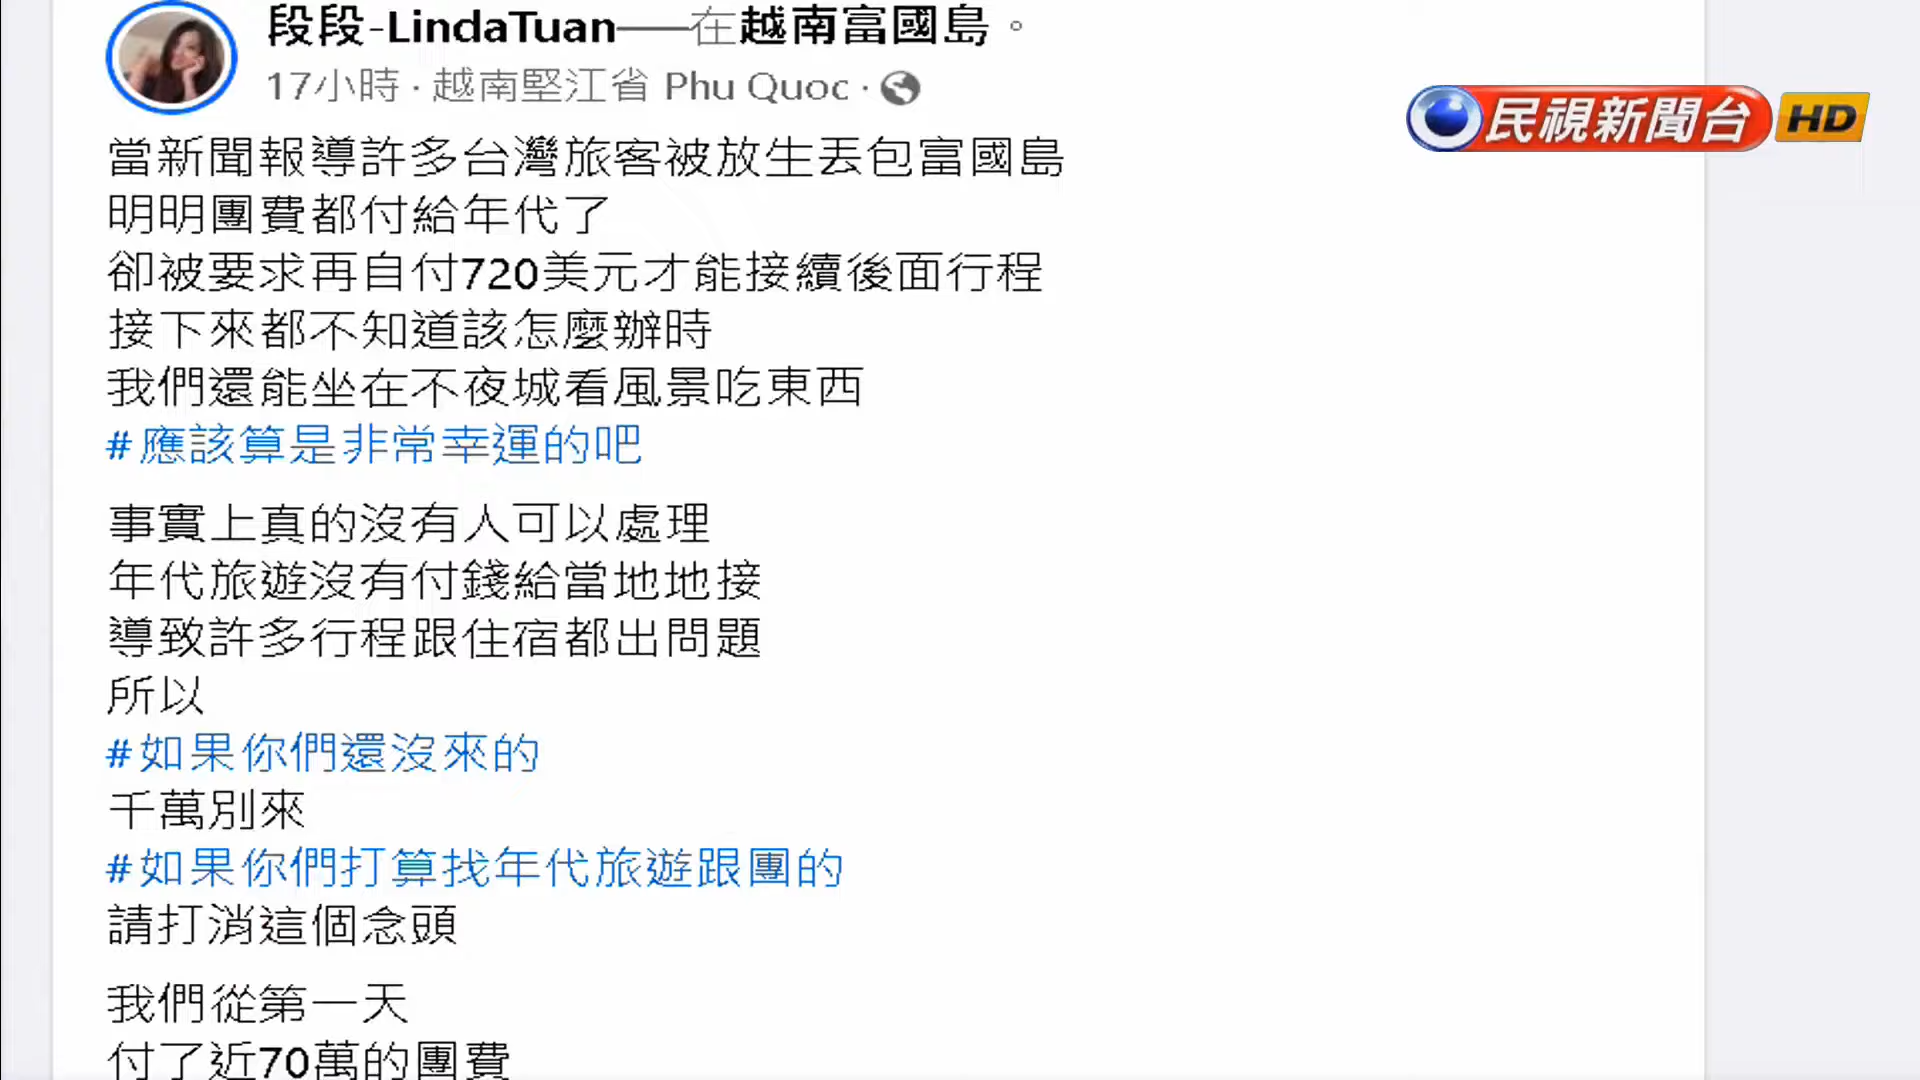 段段-LindaTuan——在越南富國島。
17小時 · 越南堅江省 Phu Quoc ·
民視新聞台 HD
當新聞報導許多台灣旅客被放生丟包富國島
明明團費都付給年代了
卻被要求再自付720美元才能接續後面行程
接下來都不知道該怎麼辦時
我們還能坐在不夜城看風景吃東西
#應該算是非常幸運的吧
事實上真的沒有人可以處理
年代旅遊沒有付錢給當地地接
導致許多行程跟住宿都出問題
所以
#如果你們還沒來的
千萬別來
#如果你們打算找年代旅遊跟團的
請打消這個念頭
我們從第一天
付了近70萬的團費